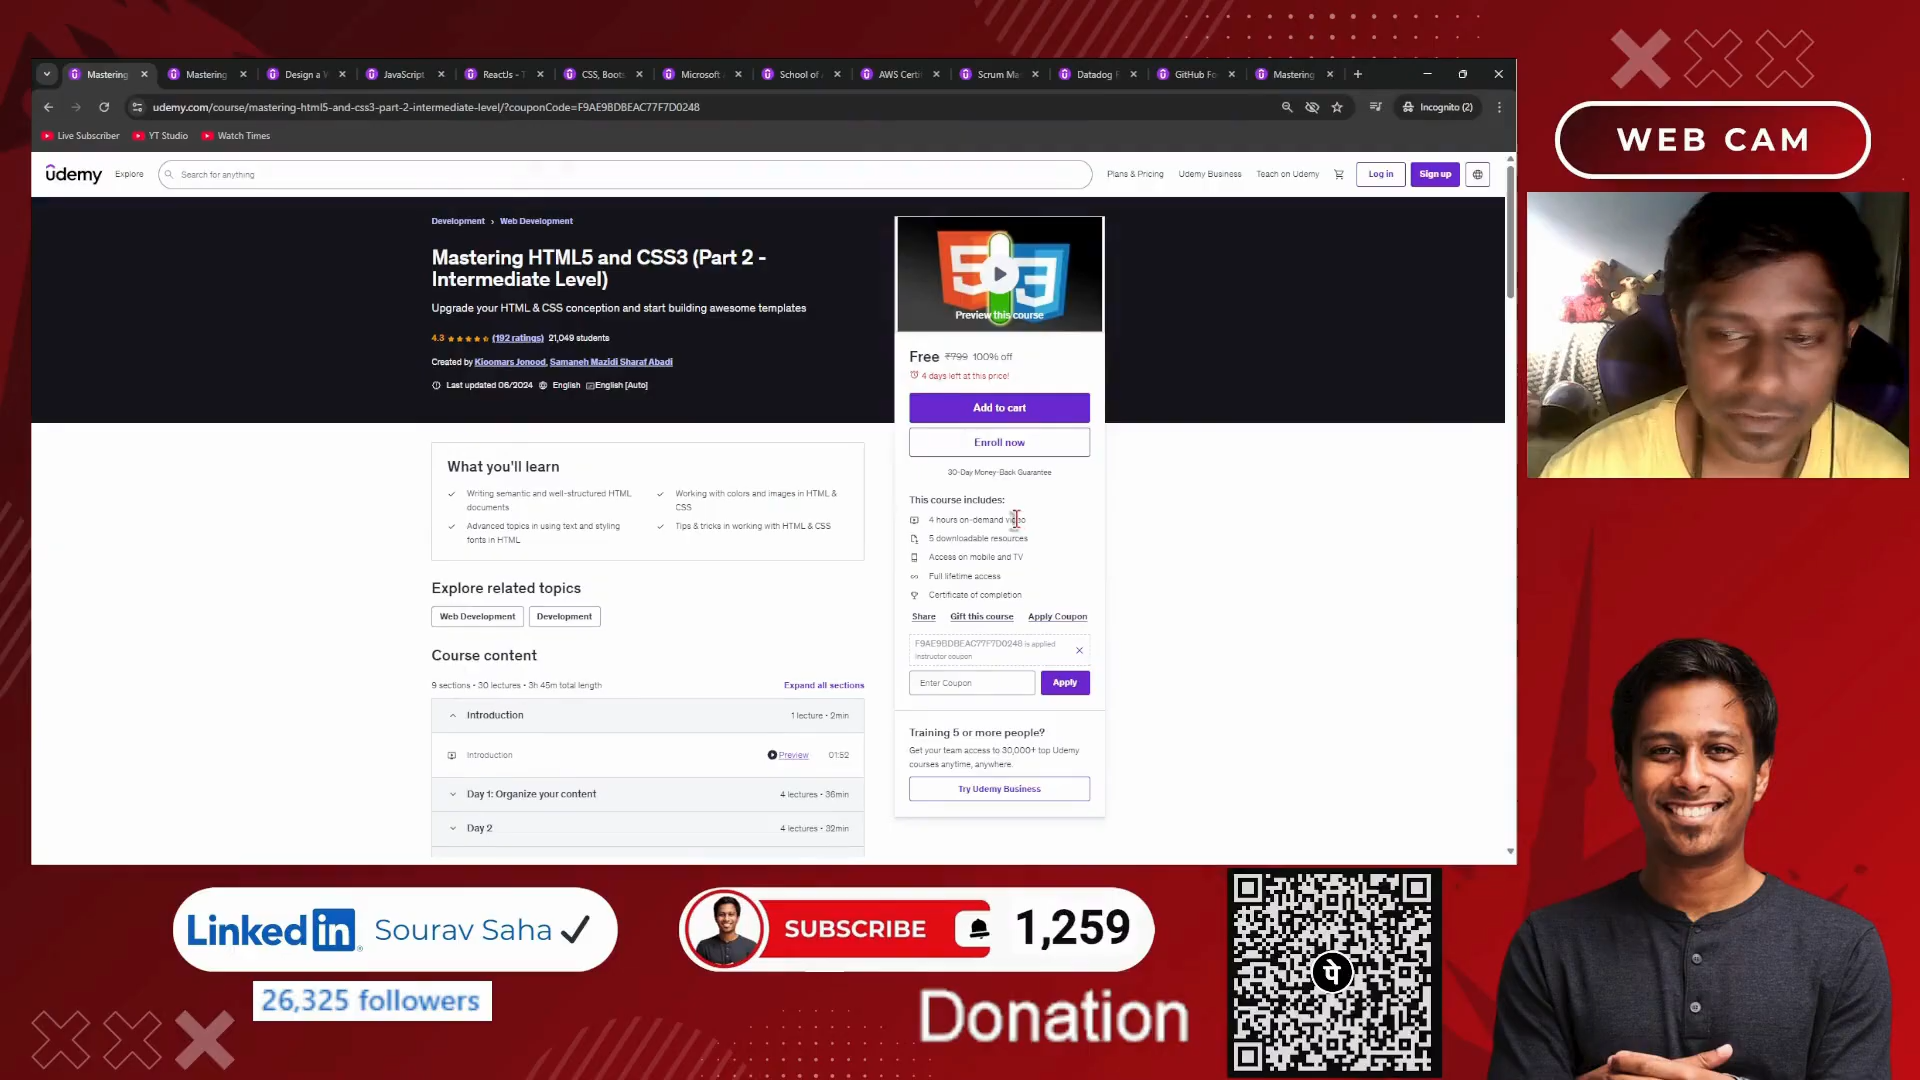 Mastering
Mastering
Design a W
JavaScript
ReactJs - T
CSS, Boots
Microsoft
School of
AWS Certi
Scrum Ma
Datadog
GitHub Fo
Mastering
udemy.com/course/mastering-html5-and-css3-part-2-intermediate-level/?couponCode=F9AE9BDBEAC77F7D0248
Incognito (2)
Live Subscriber
YT Studio
Watch Times
udemy
Explore
Search for anything
Plans & Pricing
Udemy Business
Teach on Udemy
Log in
Sign up
Development › Web Development
Mastering HTML5 and CSS3 (Part 2 -
Intermediate Level)
Upgrade your HTML & CSS conception and start building awesome templates
4.3 (192 ratings) 21,049 students
Created by Kioomars Jonood, Samaneh Mazidi Sharaf Abadi
Last updated 06/2024 English English [Auto]
5 3
Preview this course
Free ₹799 100% off
4 days left at this price!
Add to cart
Enroll now
30-Day Money-Back Guarantee
This course includes:
4 hours on-demand video
5 downloadable resources
Access on mobile and TV
Full lifetime access
Certificate of completion
Share Gift this course Apply Coupon
F9AE9BDBEAC77F7D0248 is applied
Instructor coupon
Enter Coupon
Apply
Training 5 or more people?
Get your team access to 30,000+ top Udemy
courses anytime, anywhere.
Try Udemy Business
What you'll learn
Writing semantic and well-structured HTML
documents
Advanced topics in using text and styling
fonts in HTML
Working with colors and images in HTML &
CSS
Tips & tricks in working with HTML & CSS
Explore related topics
Web Development
Development
Course content
9 sections • 30 lectures • 3h 45m total length
Expand all sections
Introduction 1 lecture • 2min
Introduction Preview 01:52
Day 1: Organize your content 4 lectures • 36min
Day 2 4 lectures • 32min
WEB CAM
LinkedIn Sourav Saha
26,325 followers
SUBSCRIBE 1,259
Donation
पे